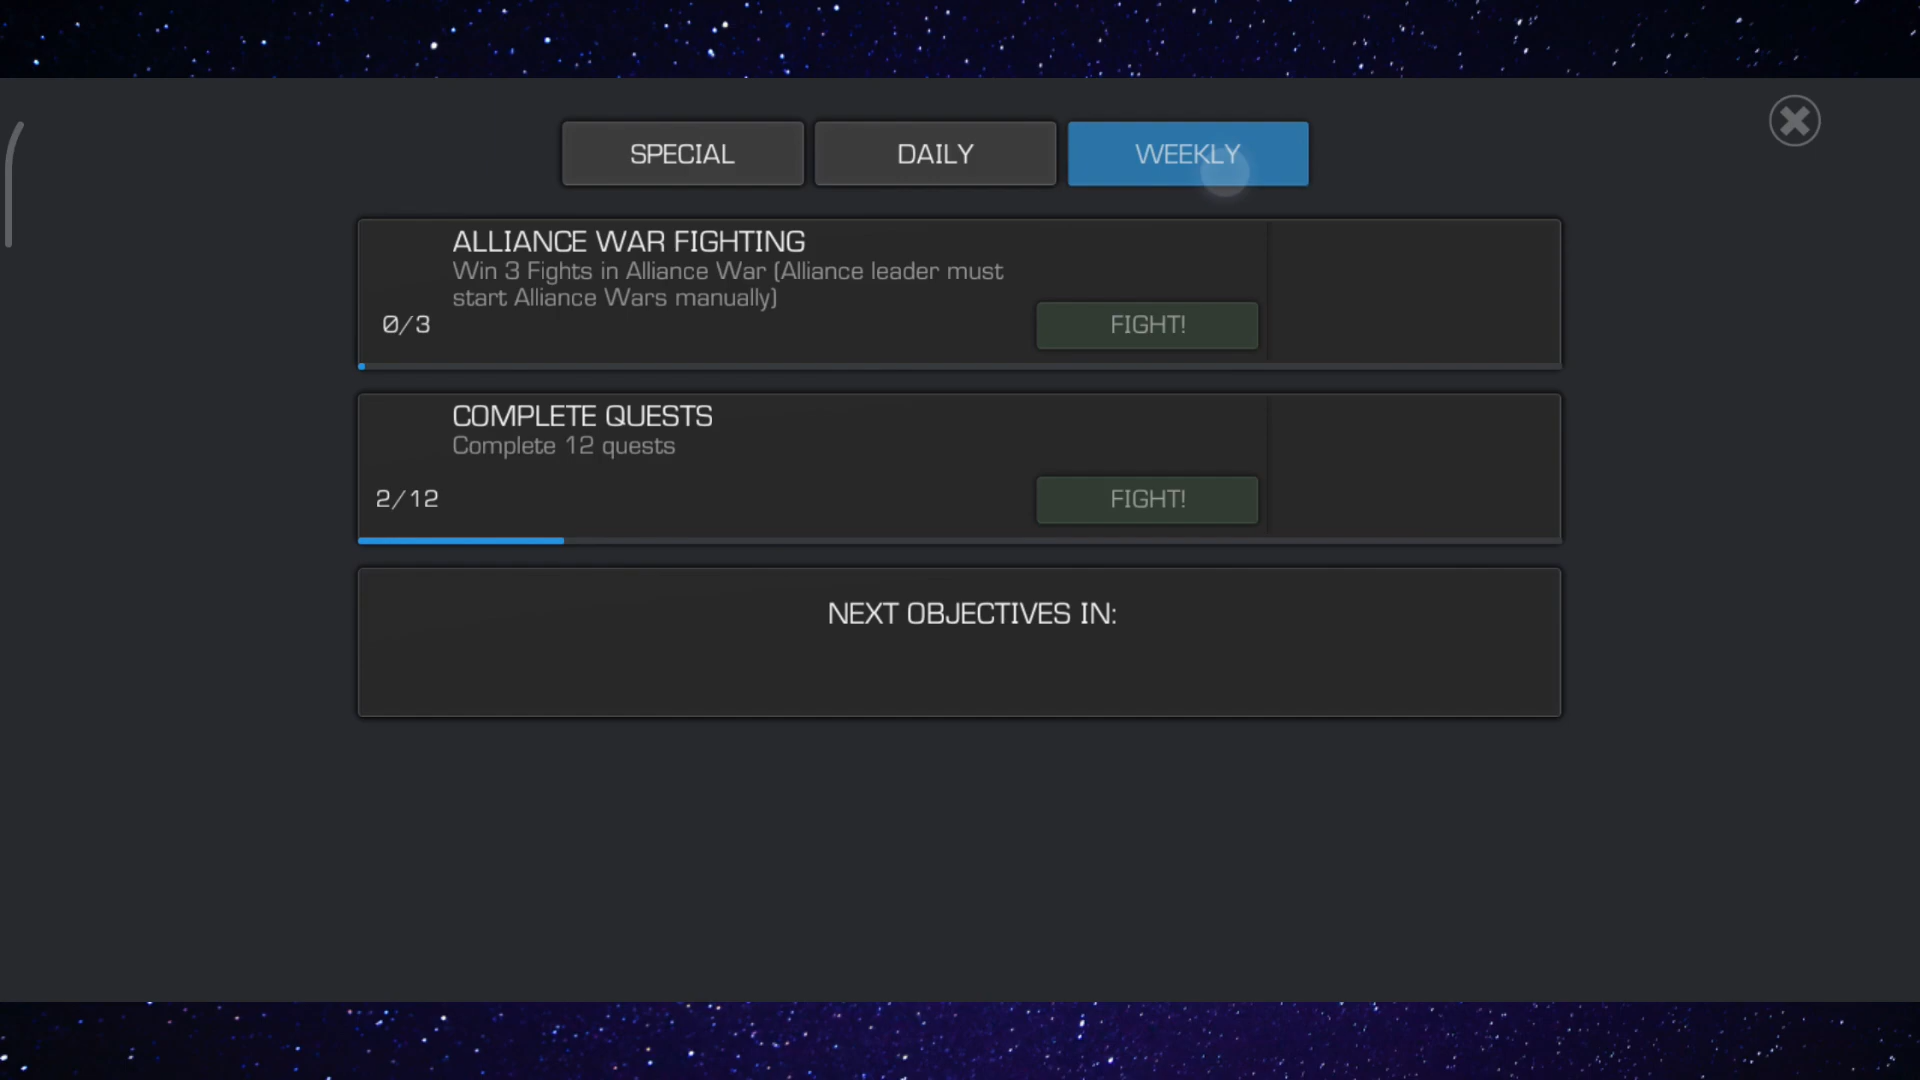 SPECIAL
DAILY
WEEKLY
ALLIANCE WAR FIGHTING
Win 3 Fights in Alliance War (Alliance leader must
start Alliance Wars manually)
0/3
FIGHT!
COMPLETE QUESTS
Complete 12 quests
2/12
FIGHT!
NEXT OBJECTIVES IN: